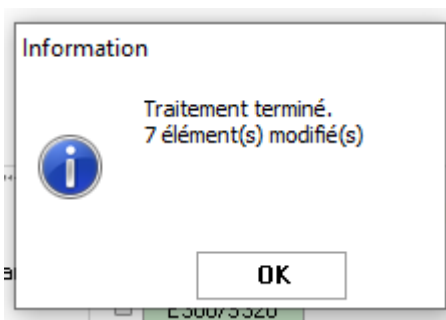 Information
Traitement terminé.
7 élément(s) modifié(s)
OK